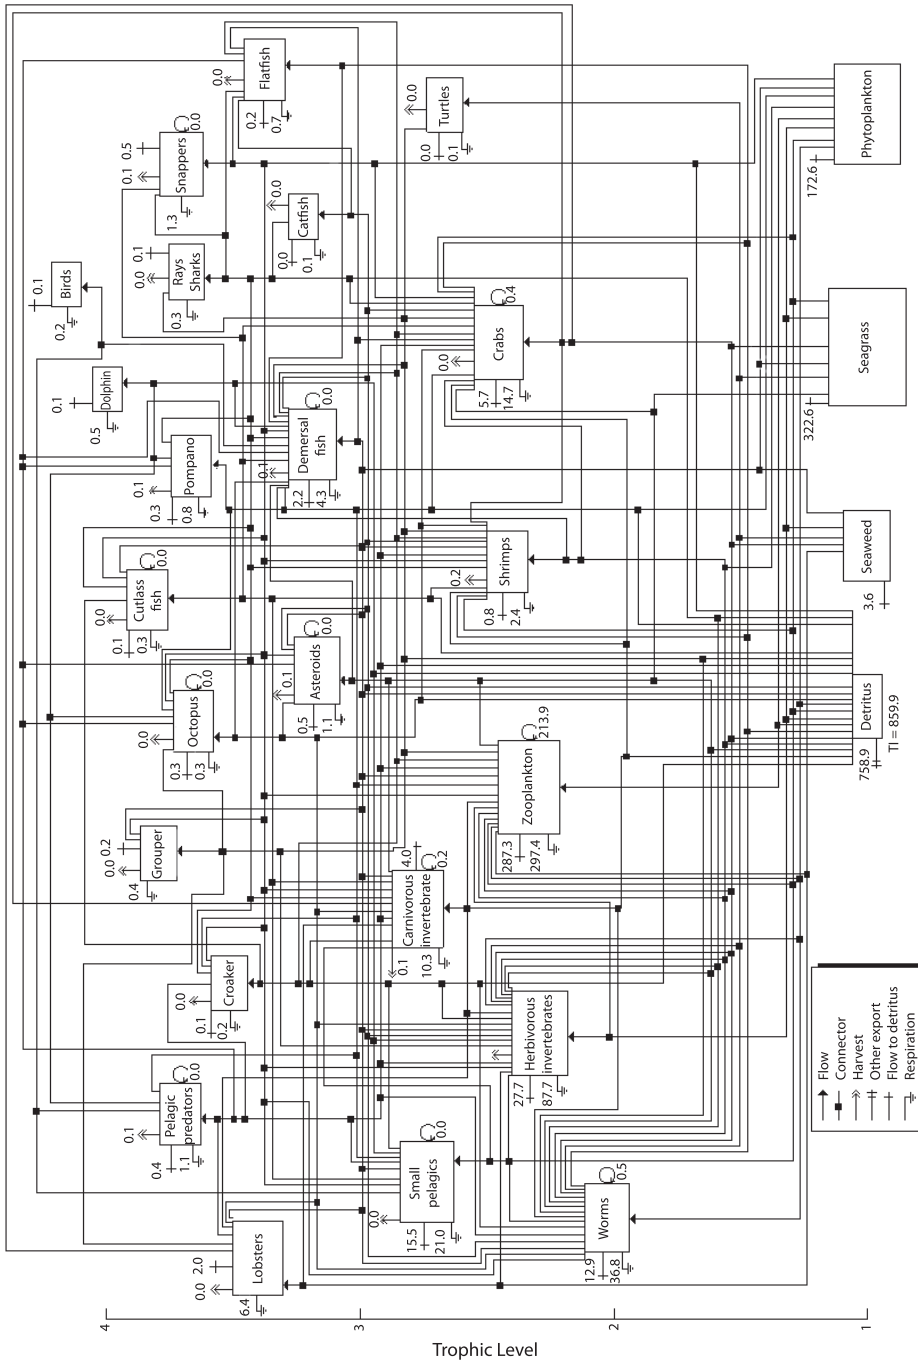 Flatfish
0.0
0.2
0.7
Turtles
0.0
0.0
0.1
Phytoplankton
172.6
Snappers
0.0
0.5
0.1
1.3
Catfish
0.0
0.0
0.1
Rays
Sharks
0.1
0.0
0.3
Birds
0.1
0.2
Crabs
0.4
0.0
5.7
14.7
Seagrass
322.6
Dolphin
0.1
0.5
Demersal
fish
0.0
0.1
2.2
4.3
Pompano
0.1
0.3
0.8
Shrimps
0.2
0.8
2.4
Seaweed
3.6
Cutlass
fish
0.0
0.0
0.1
0.3
Asteroids
0.0
0.1
0.5
1.1
Octopus
0.0
0.0
0.3
0.3
Detritus
758.9
TI = 859.9
Zooplankton
213.9
287.3
297.4
Grouper
0.2
0.0
0.4
Carnivorous
invertebrate
4.0
0.2
0.1
10.3
Croaker
0.0
0.1
0.2
Herbivorous
invertebrates
27.7
87.7
Pelagic
predators
0.0
0.1
0.4
1.1
Small
pelagics
0.0
0.0
15.5
21.0
Worms
0.5
12.9
36.8
Lobsters
2.0
0.0
6.4
Flow
Connector
Harvest
Other export
Flow to detritus
Respiration
4
3
2
1
Trophic Level